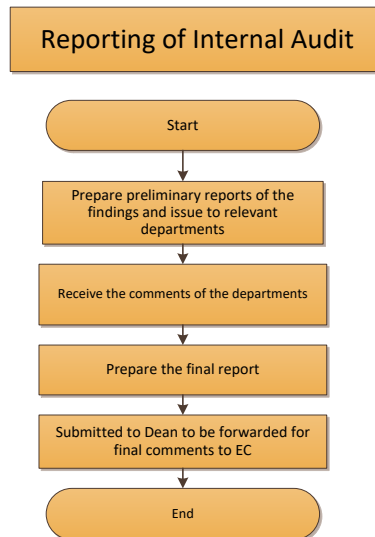 Reporting of Internal Audit
Start
Prepare preliminary reports of the
findings and issue to relevant
departments
Receive the comments of the departments
Prepare the final report
Submitted to Dean to be forwarded for
final comments to EC
End